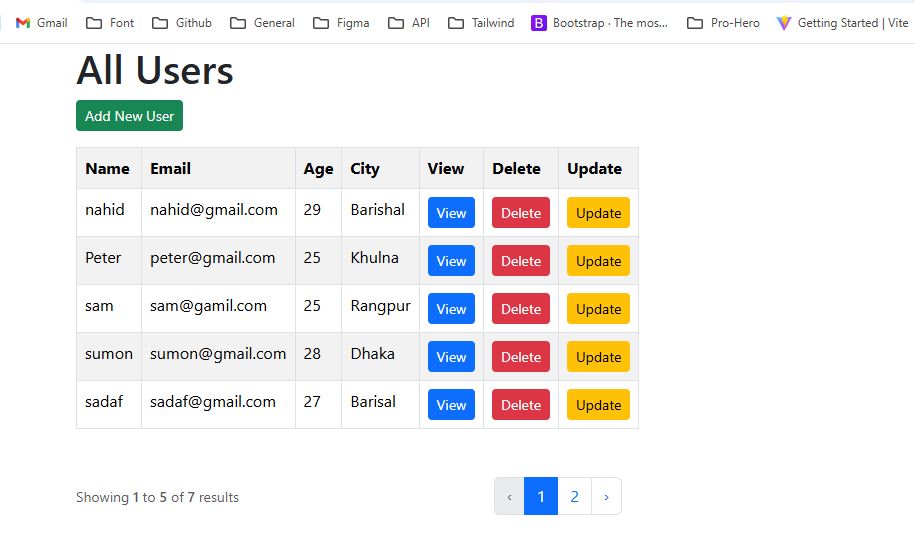 Gmail Font Github General Figma API Tailwind Bootstrap · The mos... Pro-Hero Getting Started | Vite
All Users
Add New User
Name Email Age City View Delete Update
nahid nahid@gmail.com 29 Barishal View Delete Update
Peter peter@gmail.com 25 Khulna View Delete Update
sam sam@gamil.com 25 Rangpur View Delete Update
sumon sumon@gmail.com 28 Dhaka View Delete Update
sadaf sadaf@gmail.com 27 Barisal View Delete Update
Showing 1 to 5 of 7 results ‹ 1 2 ›